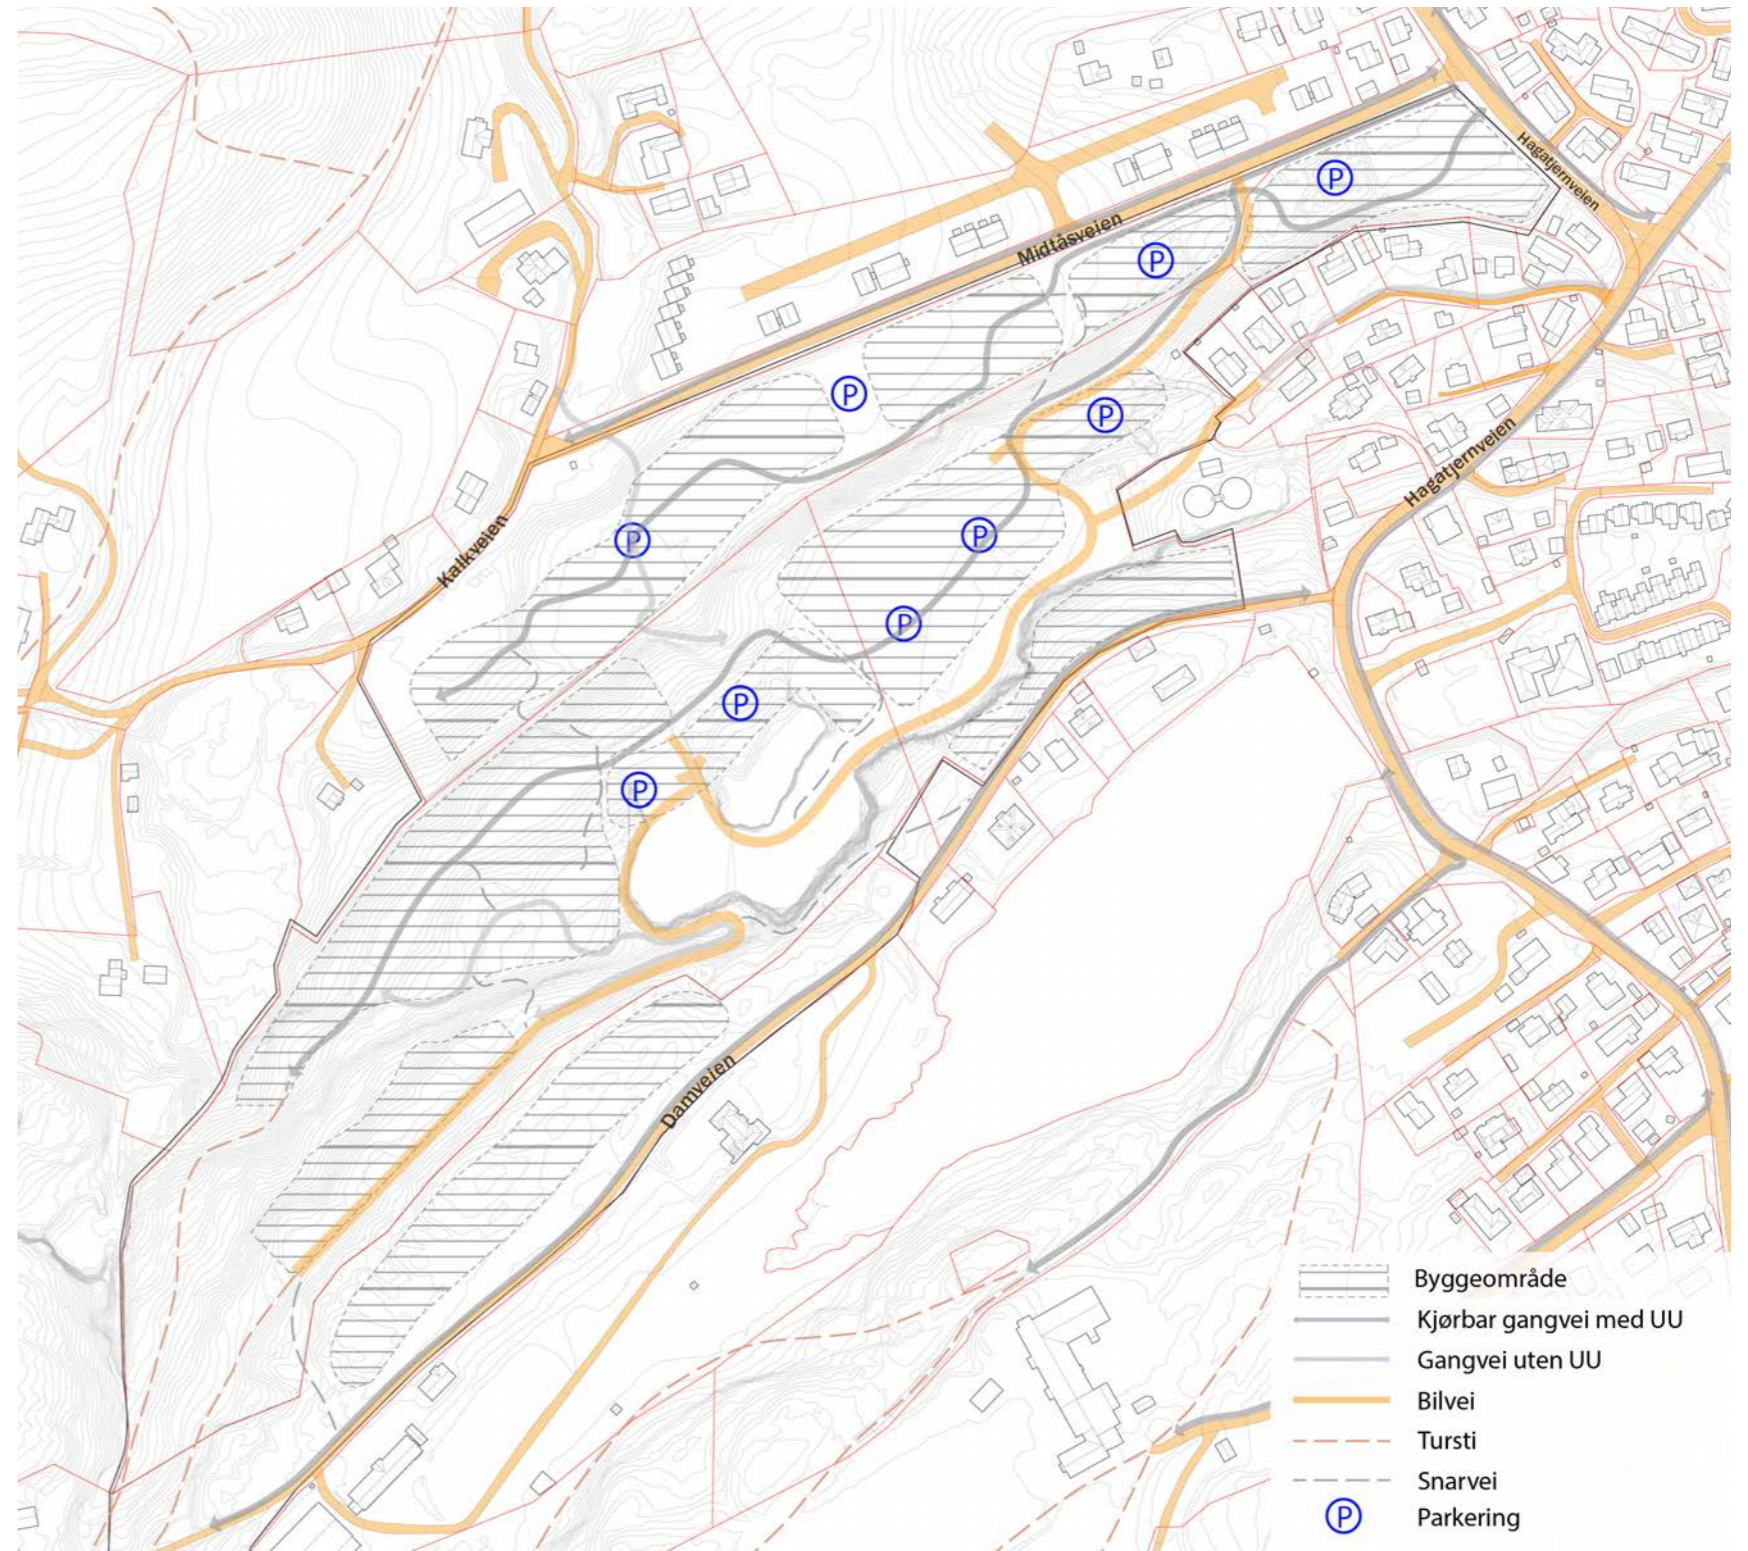 Hagatjernveien
P
Midtåsveien
P
P
P
Hagatjernveien
P
P
Kalkveien
P
P
P
Damveien
Byggeområde
Kjørbar gangvei med UU
Gangvei uten UU
Bilvei
Tursti
Snarvei
P Parkering